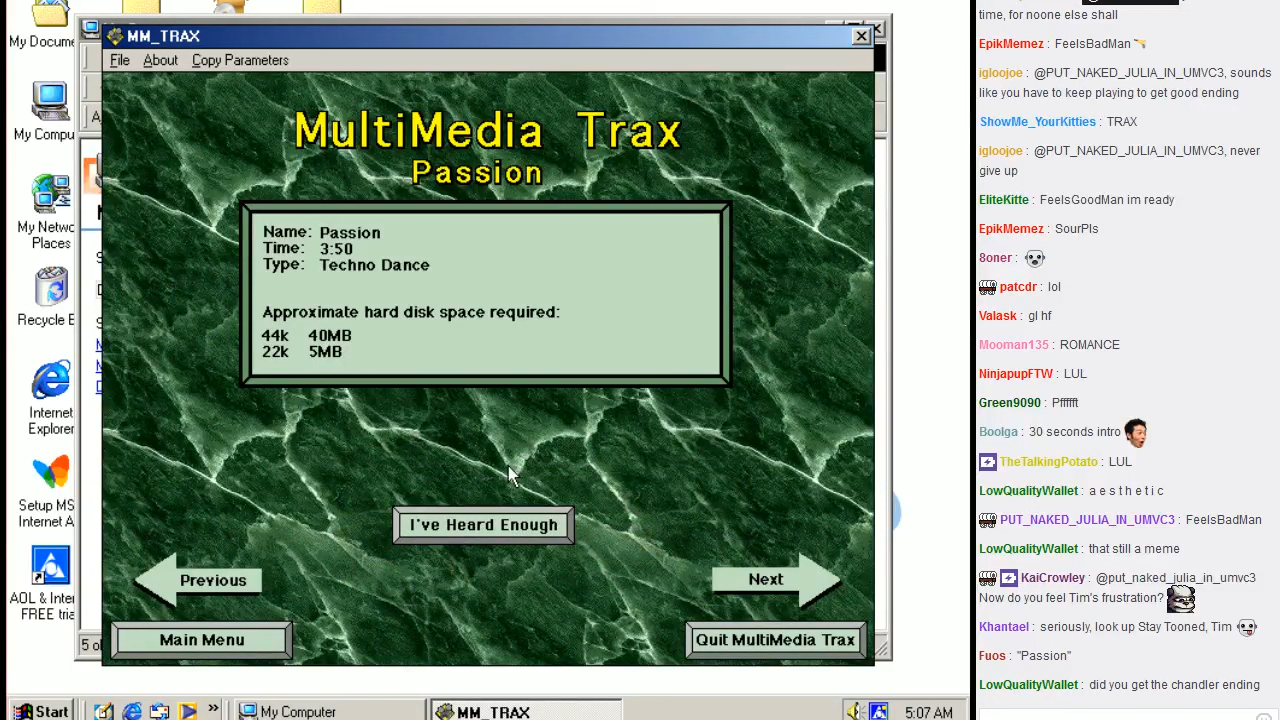 MM_TRAX
File About Copy Parameters
MultiMedia Trax
Passion
Name: Passion
Time: 3:50
Type: Techno Dance
Approximate hard disk space required:
44k 40MB
22k 5MB
I've Heard Enough
Previous
Next
Main Menu
Quit MultiMedia Trax
My Docume
My Compu
My Netwo
Places
Recycle B
Internet
Explorer
Setup MS
Internet A
AOL & Inter
FREE tria
5 o
Start
»
My Computer
MM_TRAX
5:07 AM
time, for noone else shall
EpikMemez : FeelsBadMan
igloojoe : @PUT_NAKED_JULIA_IN_UMVC3, sounds
like you have to keep playing to get good ending
ShowMe_YourKitties : TRAX
igloojoe : @PUT_NAKED_JULIA_IN_UMVC3, never
give up
EliteKitte : FeelsGoodMan im ready
EpikMemez : SourPls
8oner :
patcdr : lol
Valask : gl hf
Mooman135 : ROMANCE
NinjapupFTW : LUL
Green9090 : Pffffft
Boolga : 30 seconds intro
TheTalkingPotato : LUL
LowQualityWallet : a e s t h e t i c
PUT_NAKED_JULIA_IN_UMVC3 : FeelsBadMan
LowQualityWallet : that still a meme
KaiCrowley : @put_naked_julia_in_umvc3
Now do you feel Tim's frustration?
Khantael : seriously, look up Stay Tooned, Tim
Fuos : "Passion"
LowQualityWallet : did you get the chandler ending